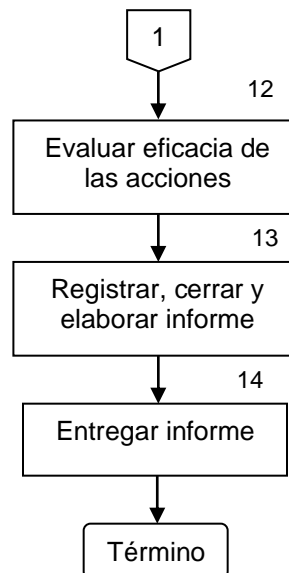 1
12
Evaluar eficacia de
las acciones
13
Registrar, cerrar y
elaborar informe
14
Entregar informe
Término